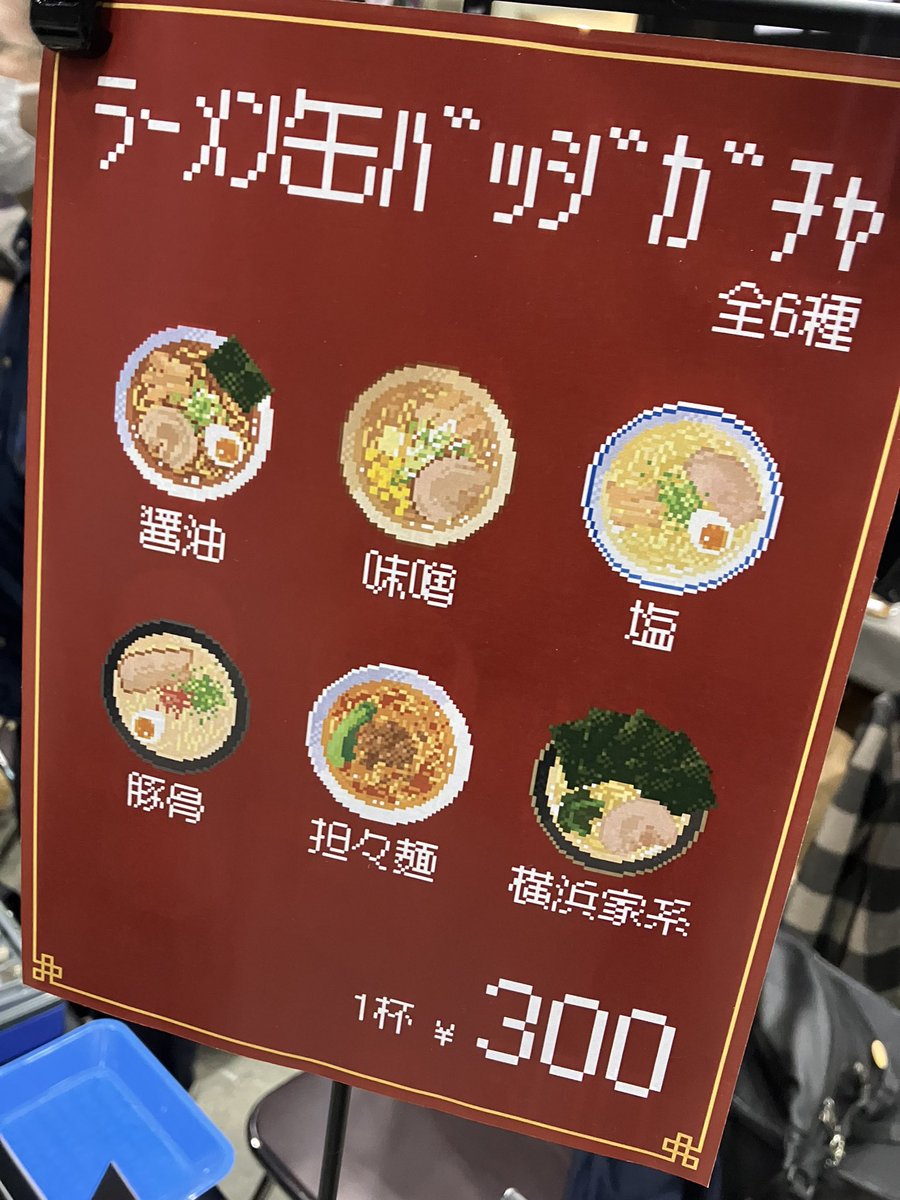 ラーメン缶バッジガチャ
全6種
醤油
味噌
塩
豚骨
担々麺
横浜家系
1杯 ¥300